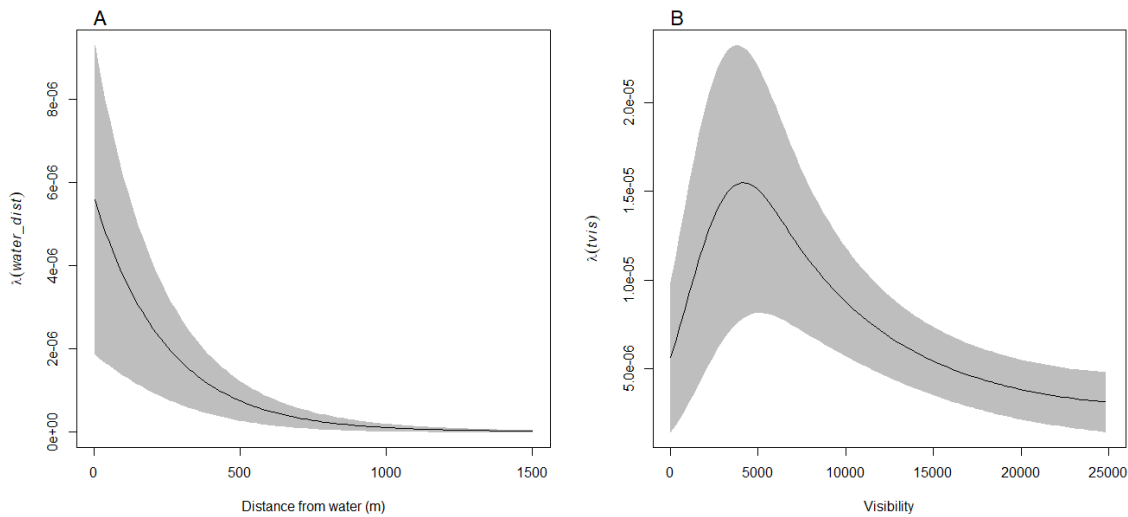 A
8e-06
6e-06
4e-06
2e-06
0e+00
λ(water_dist)
0
500
1000
1500
Distance from water (m)
B
2.0e-05
1.5e-05
1.0e-05
5.0e-06
λ(tvis)
0
5000
10000
15000
20000
25000
Visibility